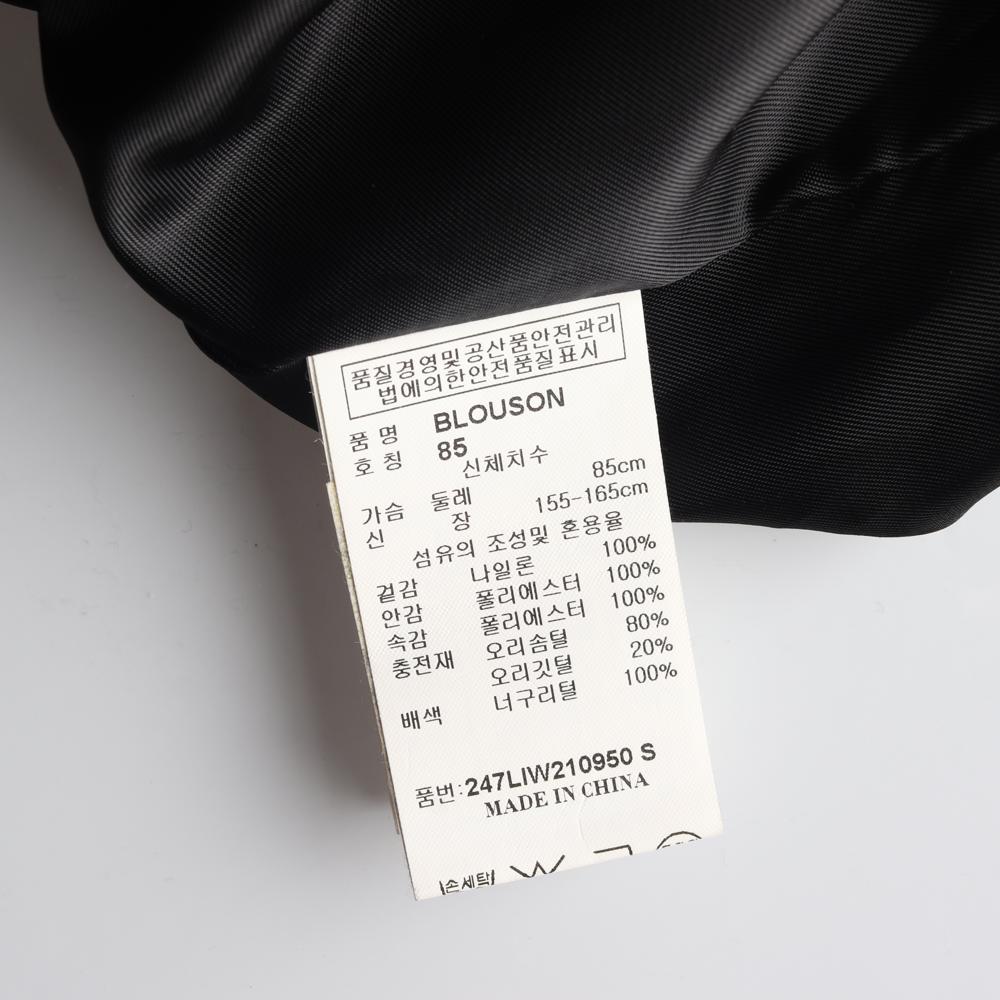 품질경영및공산품안전관리
법에의한안전품질표시
품 명 BLOUSON
호 칭 85
신체치수
가슴 둘레 85cm
신 장 155-165cm
섬유의 조성및 혼용율
겉감 나일론 100%
안감 폴리에스터 100%
속감 폴리에스터 100%
충전재 오리솜털 80%
오리깃털 20%
배색 너구리털 100%
품번:247LIW210950 S
MADE IN CHINA
손세탁